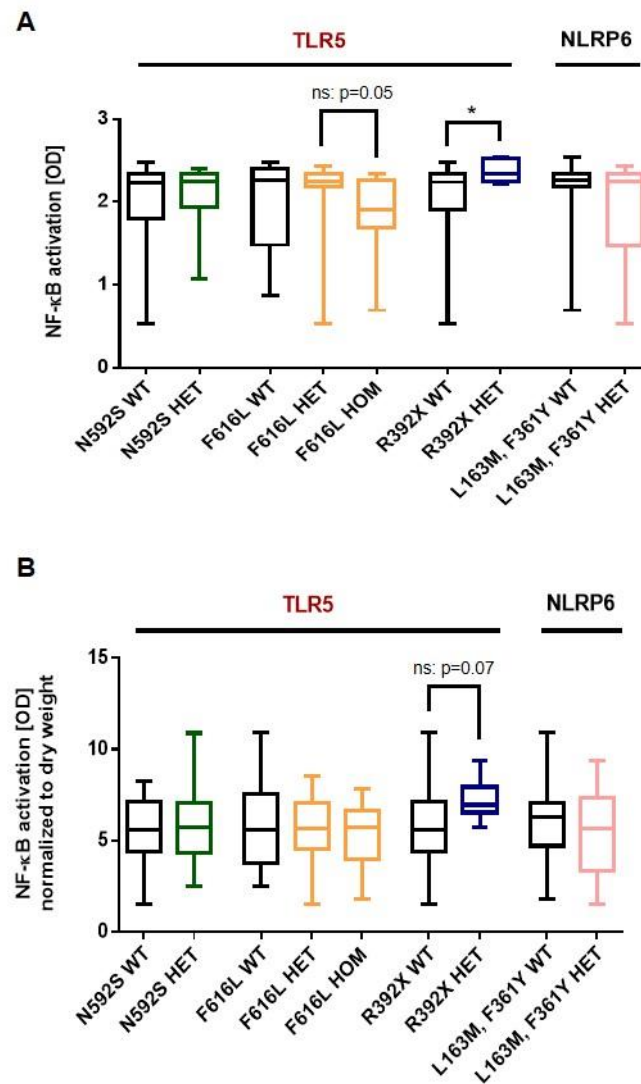 A
TLR5
NLRP6
ns: p=0.05
*
NF-κB activation [OD]
3
2
1
0
N592S WT
N592S HET
F616L WT
F616L HET
F616L HOM
R392X WT
R392X HET
L163M, F361Y WT
L163M, F361Y HET
B
TLR5
NLRP6
ns: p=0.07
NF-κB activation [OD]
normalized to dry weight
15
10
5
0
N592S WT
N592S HET
F616L WT
F616L HET
F616L HOM
R392X WT
R392X HET
L163M, F361Y WT
L163M, F361Y HET